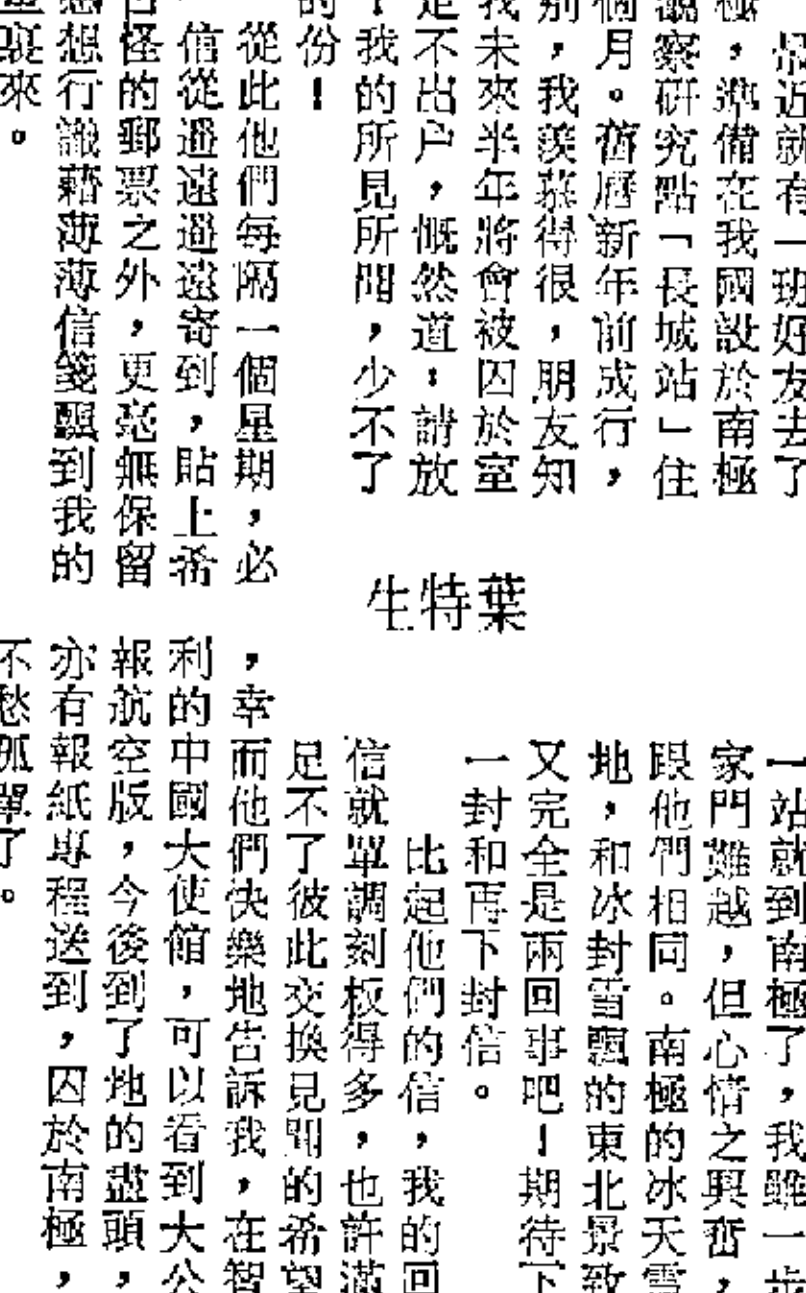 最近就有一班好友去了
極,準備在我國設於南極
觀察研究點「長城站」住
個月。舊曆新年前成行,
別,我羨慕得很,朋友知
我未來半年將會被囚於室
足不出户,慨然道:請放
!我的所見所聞,少不了
的份!
從此他們每隔一個星期,必
信從遥遠遥遠寄到,貼上希
古怪的郵票之外,更毫無保留
思想行識藉薄薄信箋飄到我的
裏來。
生特葉
一站就到南極了,我雖一步
家門難越,但心情之興奮,
跟他們相同。南極的冰天雪
地,和冰封雪飄的東北景致
又完全是兩回事吧!期待下
一封和再下封信。
比起他們的信,我的回
信就單調刻板得多,也許滿
足不了彼此交換見聞的希望
,幸而他們快樂地告訴我,在智
利的中國大使館,可以看到大公
報航空版,今後到了地的盡頭,
亦有報紙專程送到,囚於南極,
不愁孤單了。